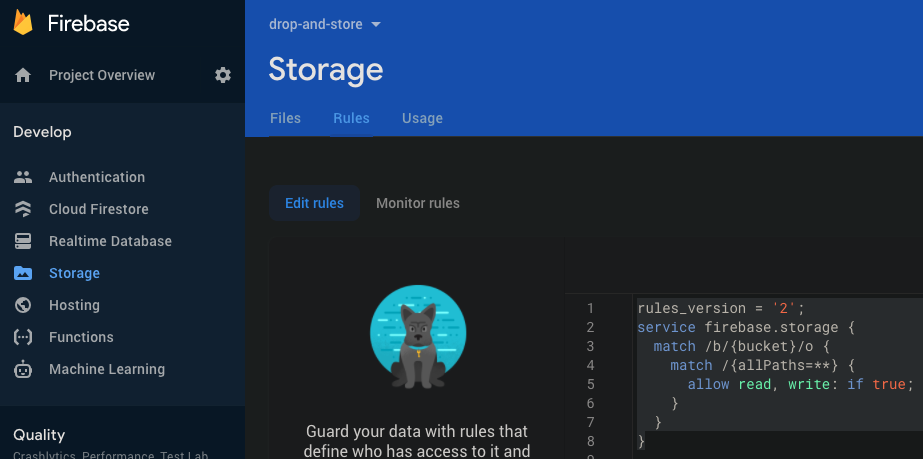 Firebase
Project Overview
Develop
Authentication
Cloud Firestore
Realtime Database
Storage
Hosting
Functions
Machine Learning
Quality
Crashlytics, Performance, Test Lab
drop-and-store
Storage
Files Rules Usage
Edit rules Monitor rules
Guard your data with rules that
define who has access to it and
1 rules_version = '2';
2 service firebase.storage {
3 match /b/{bucket}/o {
4 match /{allPaths=**} {
5 allow read, write: if true;
6 }
7 }
8 }
9